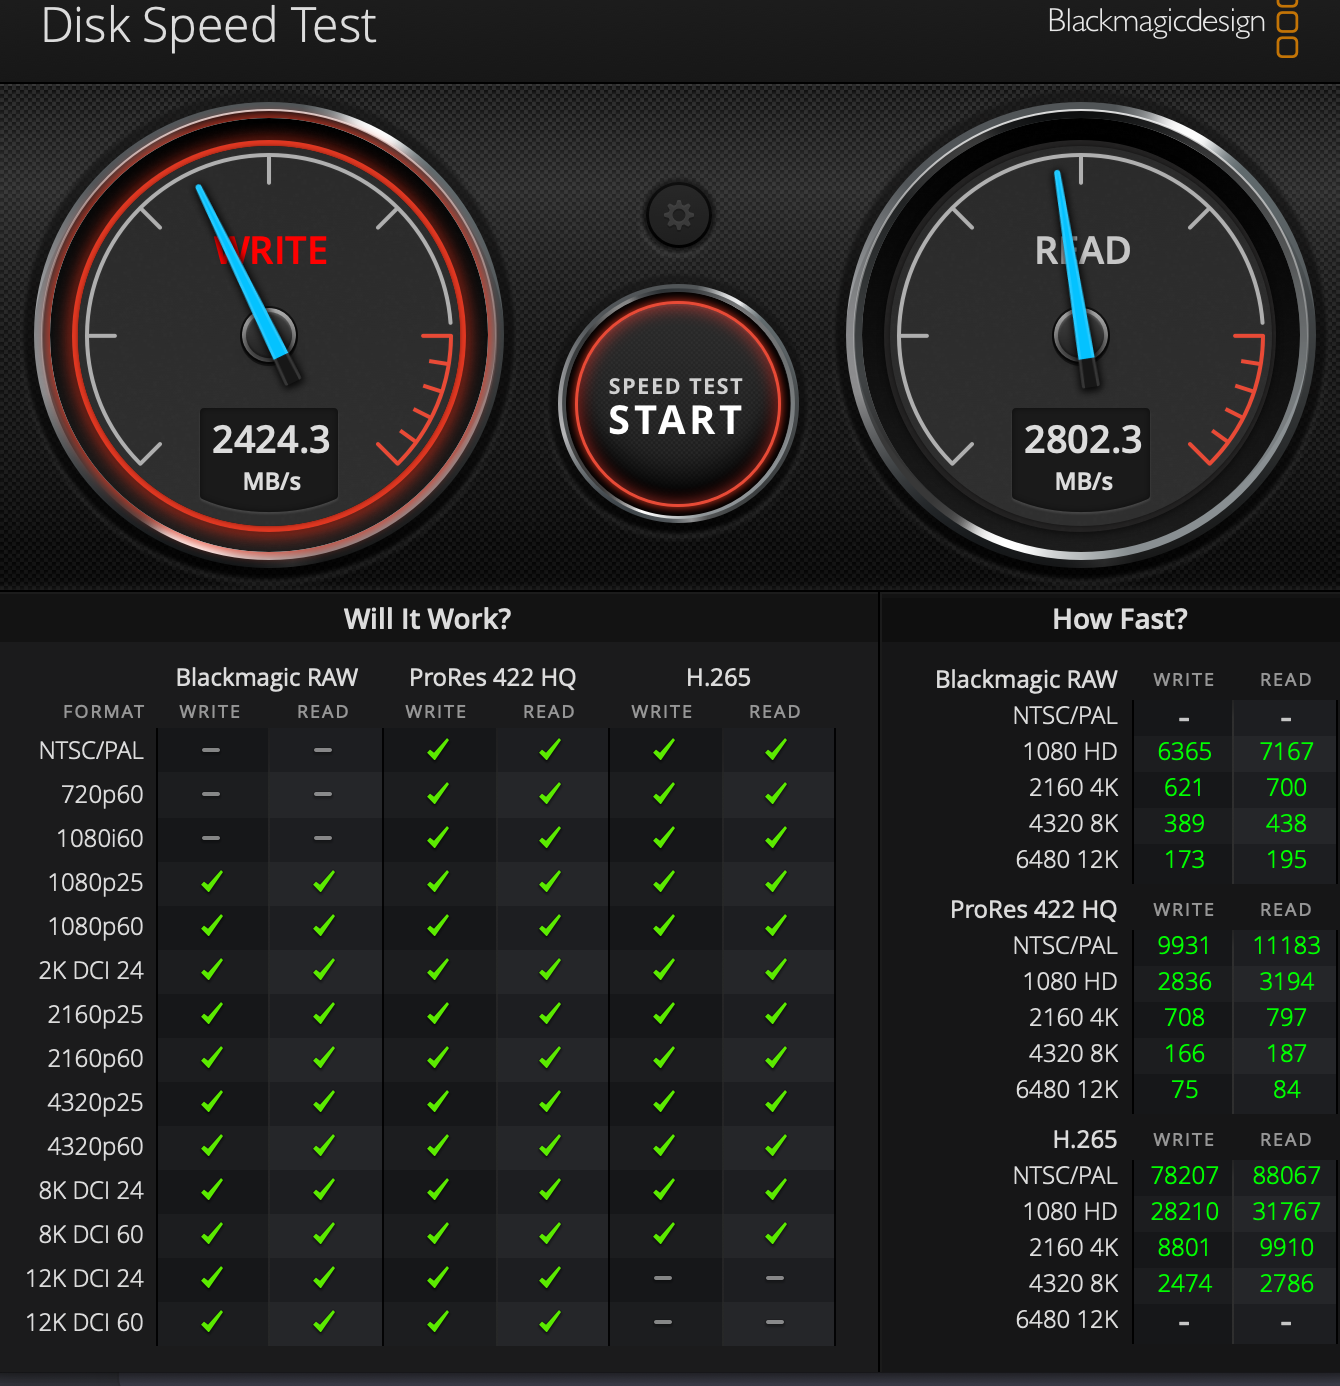 Disk Speed Test
Blackmagicdesign
WRITE
READ
2424.3
MB/s
SPEED TEST
START
2802.3
MB/s
Will It Work?
Blackmagic RAW ProRes 422 HQ H.265
FORMAT WRITE READ WRITE READ WRITE READ
NTSC/PAL – – ✓ ✓ ✓ ✓
720p60 – – ✓ ✓ ✓ ✓
1080i60 – – ✓ ✓ ✓ ✓
1080p25 ✓ ✓ ✓ ✓ ✓ ✓
1080p60 ✓ ✓ ✓ ✓ ✓ ✓
2K DCI 24 ✓ ✓ ✓ ✓ ✓ ✓
2160p25 ✓ ✓ ✓ ✓ ✓ ✓
2160p60 ✓ ✓ ✓ ✓ ✓ ✓
4320p25 ✓ ✓ ✓ ✓ ✓ ✓
4320p60 ✓ ✓ ✓ ✓ ✓ ✓
8K DCI 24 ✓ ✓ ✓ ✓ ✓ ✓
8K DCI 60 ✓ ✓ ✓ ✓ ✓ ✓
12K DCI 24 ✓ ✓ ✓ ✓ – –
12K DCI 60 ✓ ✓ ✓ ✓ – –
How Fast?
Blackmagic RAW WRITE READ
NTSC/PAL - -
1080 HD 6365 7167
2160 4K 621 700
4320 8K 389 438
6480 12K 173 195
ProRes 422 HQ WRITE READ
NTSC/PAL 9931 11183
1080 HD 2836 3194
2160 4K 708 797
4320 8K 166 187
6480 12K 75 84
H.265 WRITE READ
NTSC/PAL 78207 88067
1080 HD 28210 31767
2160 4K 8801 9910
4320 8K 2474 2786
6480 12K - -